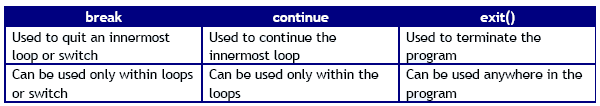 break continue exit()
Used to quit an innermost Used to continue the Used to terminate the
loop or switch innermost loop program
Can be used only within loops Can be used only within the Can be used anywhere in the
or switch loops program